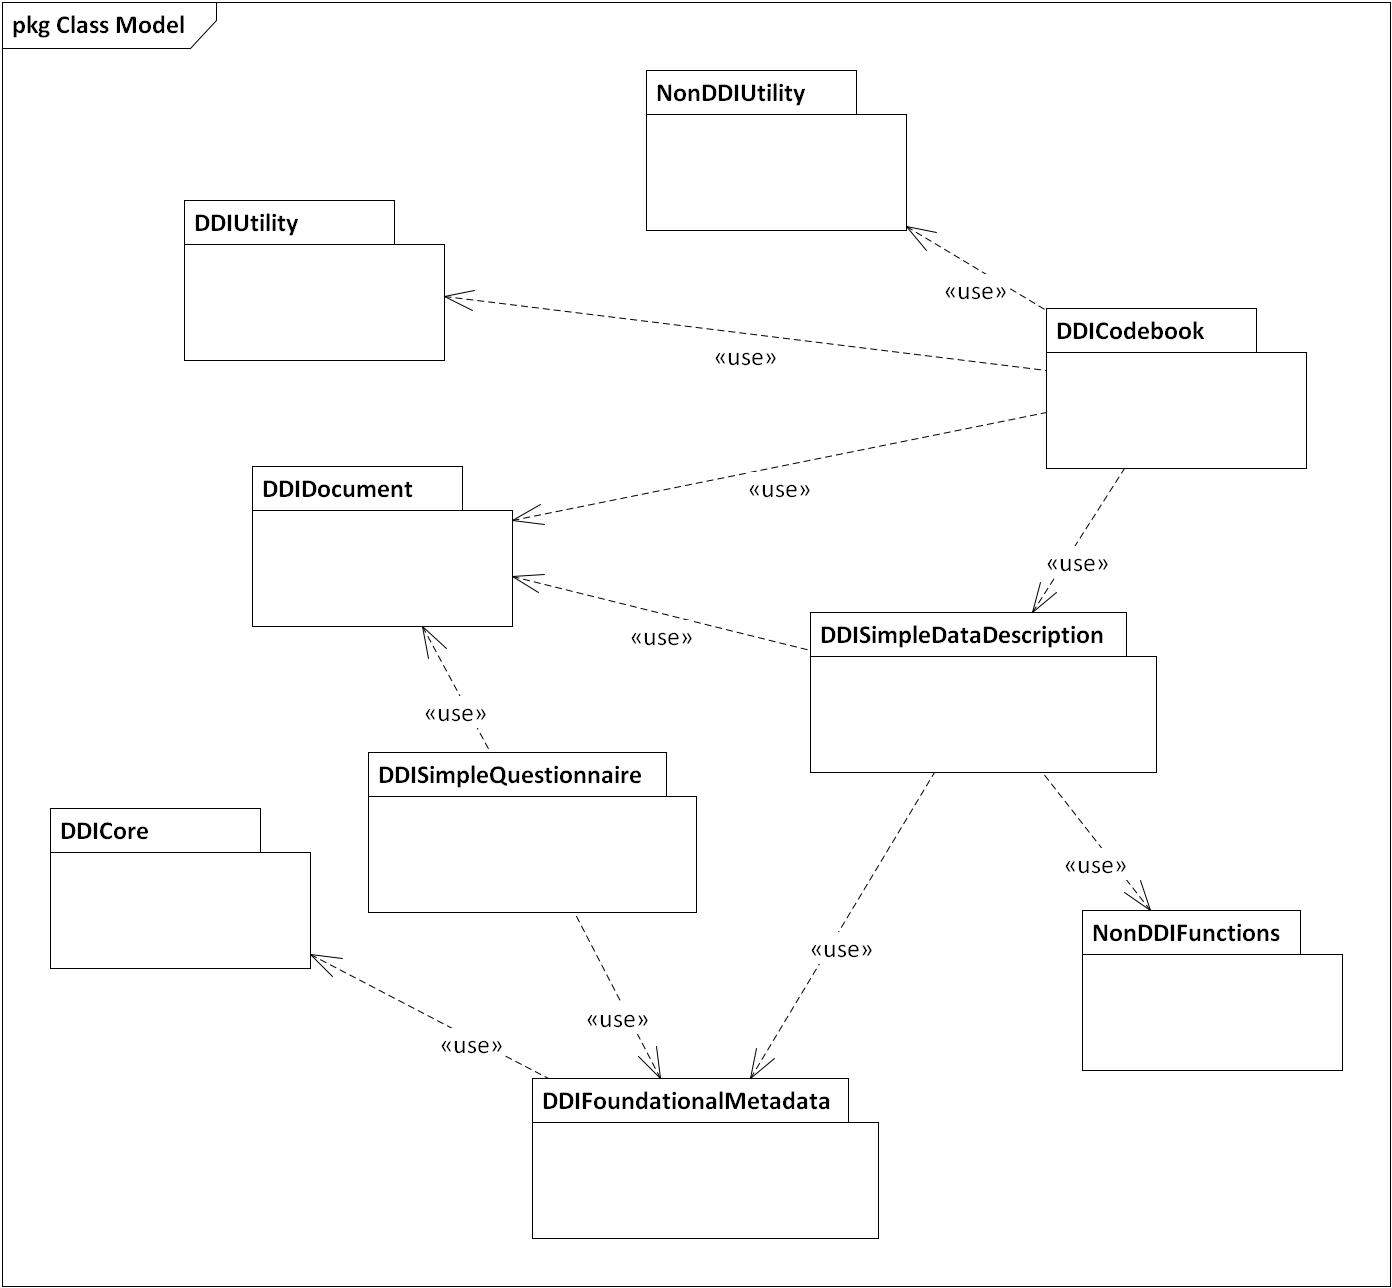 pkg Class Model
NonDDIUtility
DDIUtility
«use»
DDICodebook
«use»
DDIDocument
«use»
«use»
DDISimpleDataDescription
«use»
«use»
DDISimpleQuestionnaire
DDICore
«use»
NonDDIFunctions
«use»
«use»
«use»
DDIFoundationalMetadata